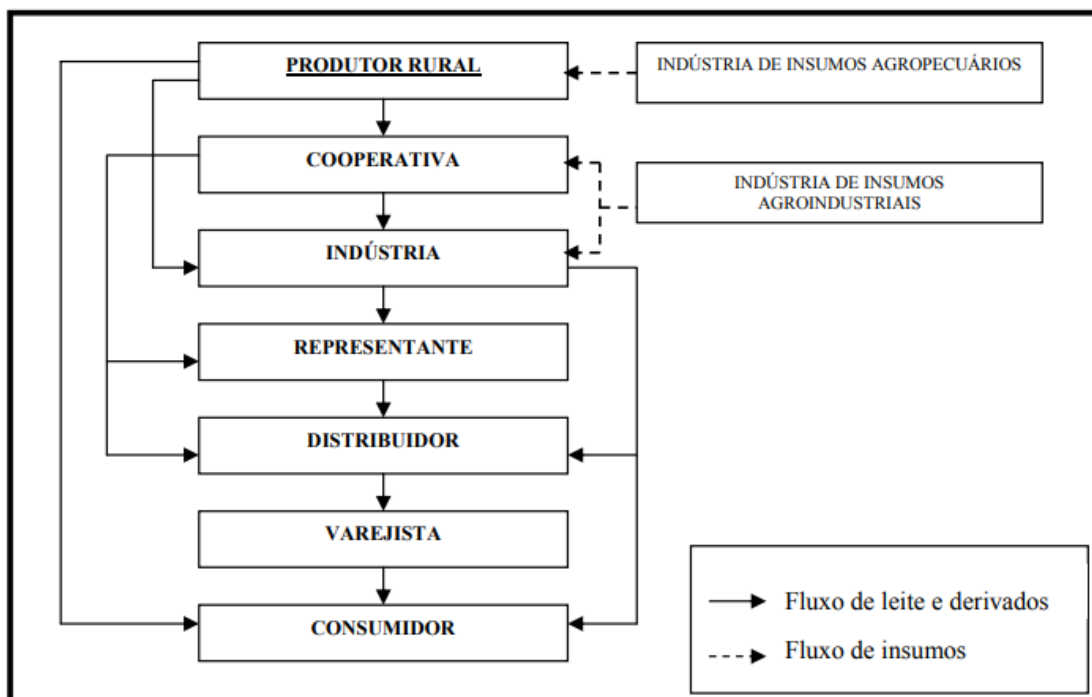 PRODUTOR RURAL
INDÚSTRIA DE INSUMOS AGROPECUÁRIOS
COOPERATIVA
INDÚSTRIA DE INSUMOS
AGROINDUSTRIAIS
INDÚSTRIA
REPRESENTANTE
DISTRIBUIDOR
VAREJISTA
CONSUMIDOR
Fluxo de leite e derivados
Fluxo de insumos